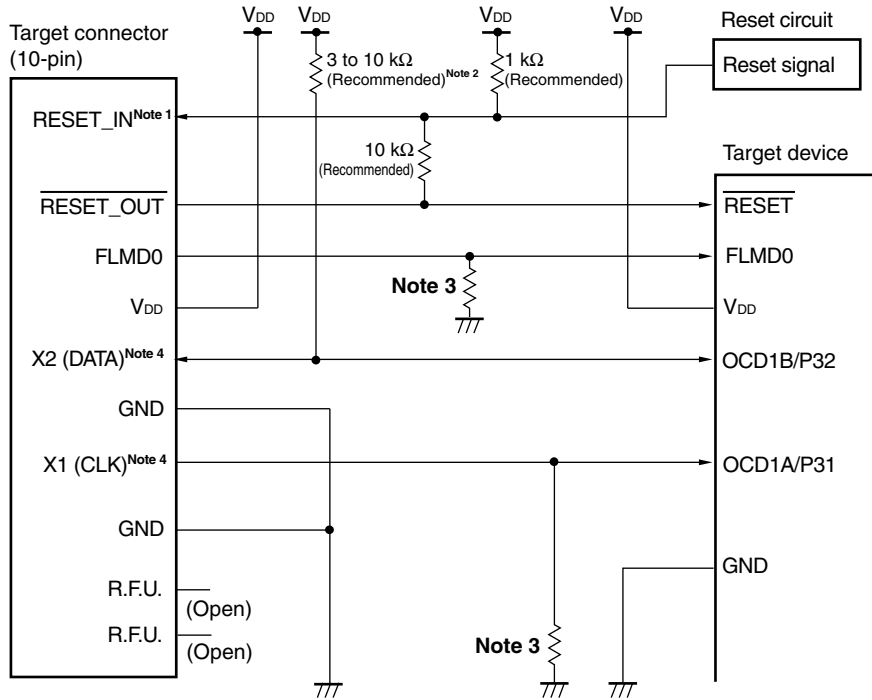 VDD
VDD
VDD
VDD
Reset circuit
Target connector
(10-pin)
3 to 10 kΩ
(Recommended)Note 2
1 kΩ
(Recommended)
Reset signal
RESET_INNote 1
10 kΩ
(Recommended)
Target device
RESET_OUT
RESET
FLMD0
FLMD0
Note 3
VDD
VDD
X2 (DATA)Note 4
OCD1B/P32
GND
X1 (CLK)Note 4
OCD1A/P31
GND
GND
R.F.U.
(Open)
R.F.U.
(Open)
Note 3